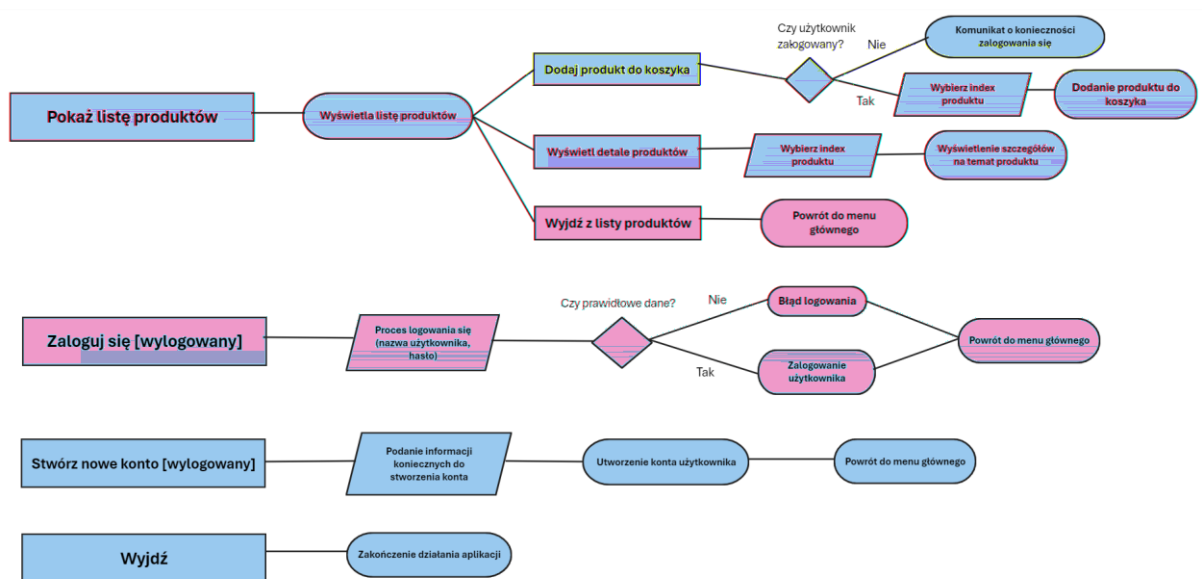 Pokaż listę produktów
Wyświetla listę produktów
Dodaj produkt do koszyka
Czy użytkownik
zalogowany?
Nie
Komunikat o konieczności
zalogowania się
Tak
Wybierz index
produktu
Dodanie produktu do
koszyka
Wyświetl detale produktów
Wybierz index
produktu
Wyświetlenie szczegółów
na temat produktu
Wyjdź z listy produktów
Powrót do menu
głównego
Zaloguj się [wylogowany]
Proces logowania się
(nazwa użytkownika,
hasło)
Czy prawidłowe dane?
Nie
Błąd logowania
Tak
Zalogowanie
użytkownika
Powrót do menu głównego
Stwórz nowe konto [wylogowany]
Podanie informacji
koniecznych do
stworzenia konta
Utworzenie konta użytkownika
Powrót do menu głównego
Wyjdź
Zakończenie działania aplikacji